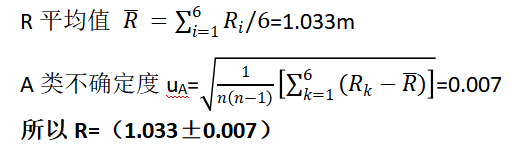 R 平均值 R̅ = ∑_{i=1}^{6} R_i/6=1.033m
A 类不确定度 u_A=√(1/(n(n−1)) [∑_{k=1}^{6} (R_k − R̅)])=0.007
所以 R=（1.033±0.007）